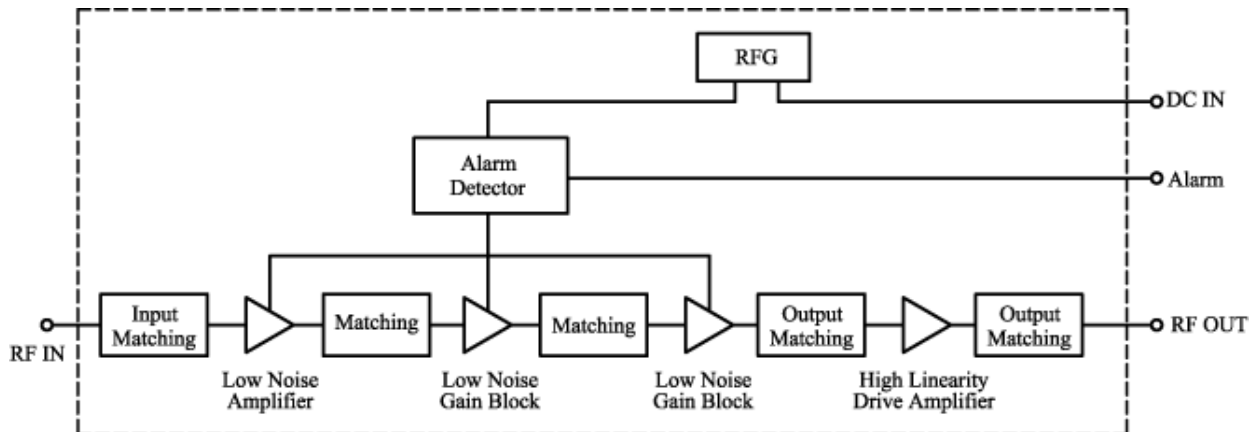 RFG
DC IN
Alarm
Detector
Alarm
Input
Matching
Matching
Matching
Output
Matching
Output
Matching
RF IN
RF OUT
Low Noise
Amplifier
Low Noise
Gain Block
Low Noise
Gain Block
High Linearity
Drive Amplifier